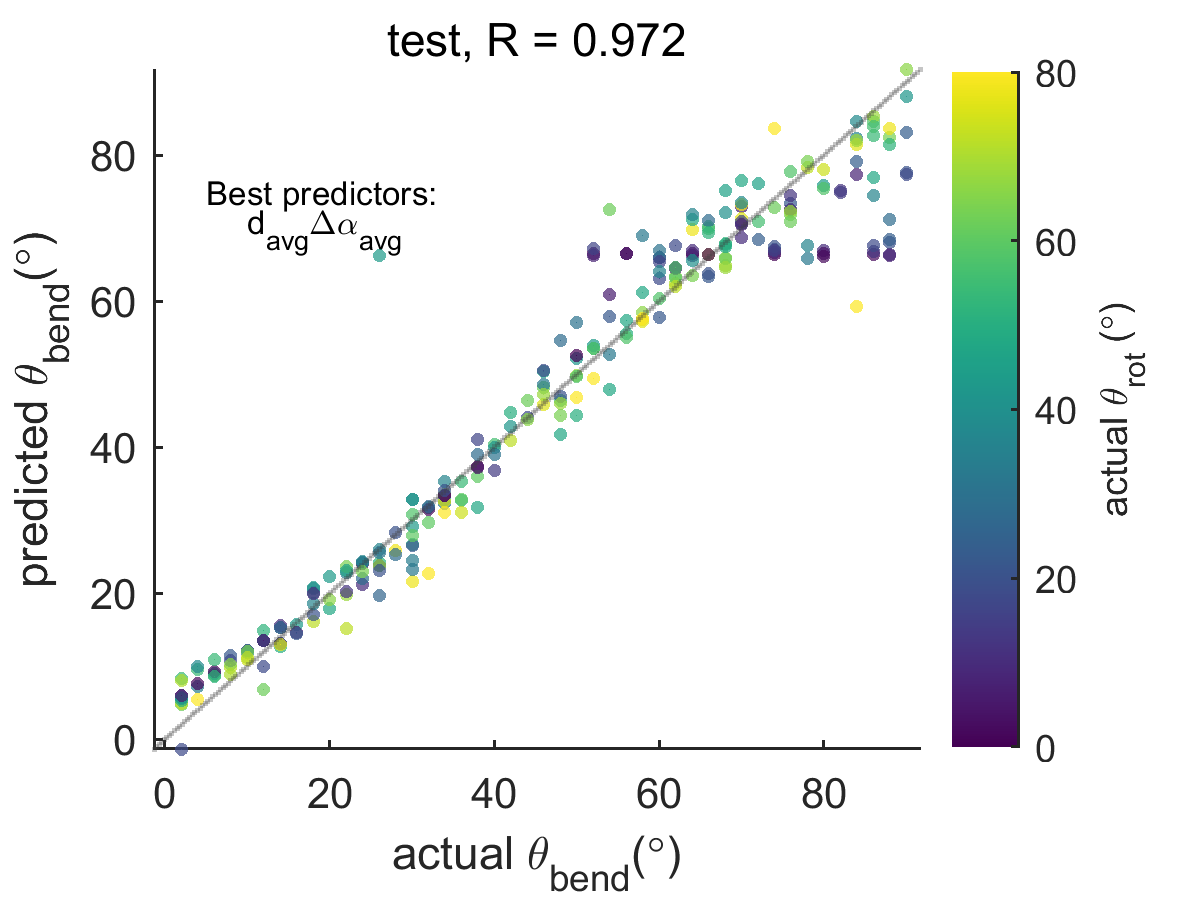 test, R = 0.972
Best predictors:
d_avg Δα_avg
predicted θ_bend(°)
80
60
40
20
0
0 20 40 60 80
actual θ_bend(°)
80
60
40
20
0
actual θ_rot (°)